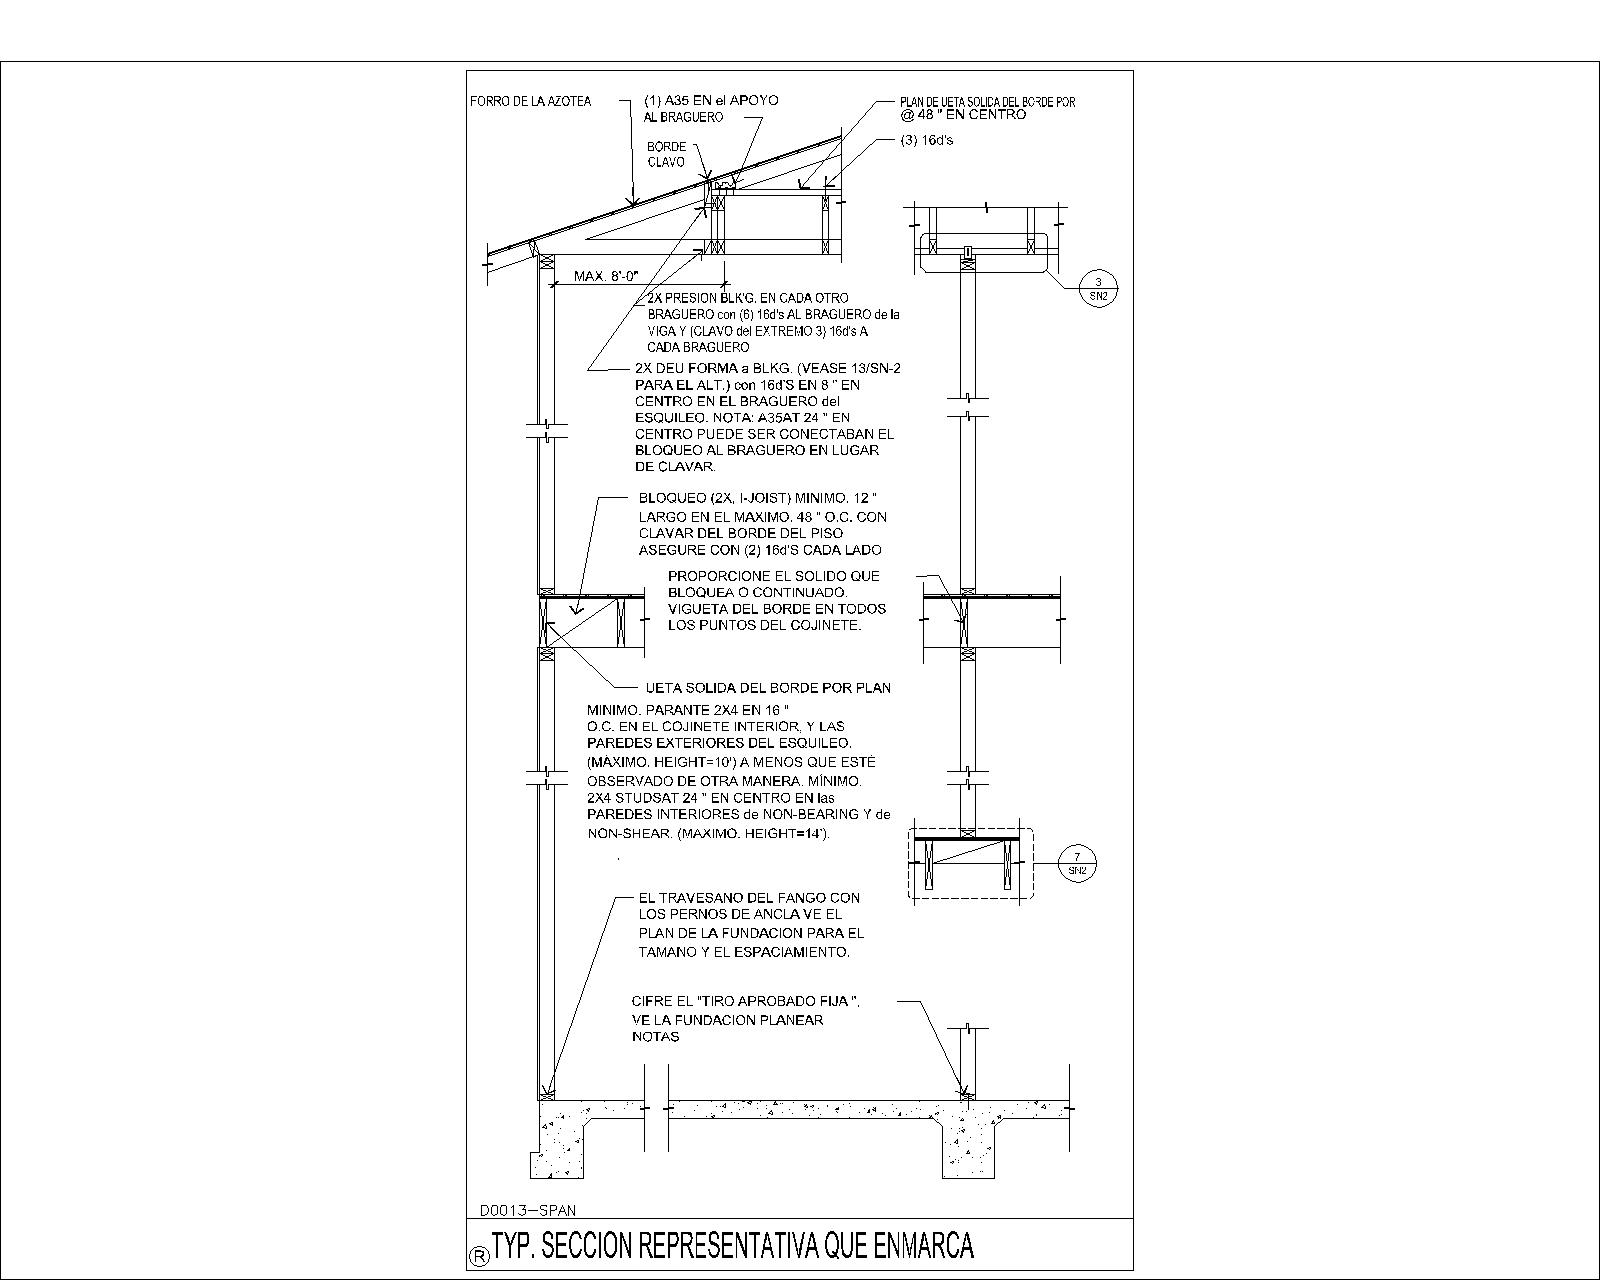 FORRO DE LA AZOTEA
(1) A35 EN el APOYO
AL BRAGUERO
BORDE
CLAVO
PLAN DE UETA SOLIDA DEL BORDE POR
@ 48 " EN CENTRO
(3) 16d's
MAX. 8'-0"
3
SN2
2X PRESION BLK'G. EN CADA OTRO
BRAGUERO con (6) 16d's AL BRAGUERO de la
VIGA Y (CLAVO del EXTREMO 3) 16d's A
CADA BRAGUERO
2X DEU FORMA a BLKG. (VEASE 13/SN-2
PARA EL ALT.) con 16d'S EN 8 " EN
CENTRO EN EL BRAGUERO del
ESQUILEO. NOTA: A35AT 24 " EN
CENTRO PUEDE SER CONECTABAN EL
BLOQUEO AL BRAGUERO EN LUGAR
DE CLAVAR.
BLOQUEO (2X, I-JOIST) MINIMO. 12 "
LARGO EN EL MAXIMO. 48 " O.C. CON
CLAVAR DEL BORDE DEL PISO
ASEGURE CON (2) 16d'S CADA LADO
PROPORCIONE EL SOLIDO QUE
BLOQUEA O CONTINUADO.
VIGUETA DEL BORDE EN TODOS
LOS PUNTOS DEL COJINETE.
UETA SOLIDA DEL BORDE POR PLAN
MINIMO. PARANTE 2X4 EN 16 "
O.C. EN EL COJINETE INTERIOR, Y LAS
PAREDES EXTERIORES DEL ESQUILEO.
(MÁXIMO. HEIGHT=10') A MENOS QUE ESTÉ
OBSERVADO DE OTRA MANERA. MÍNIMO.
2X4 STUDSAT 24 " EN CENTRO EN las
PAREDES INTERIORES de NON-BEARING Y de
NON-SHEAR. (MAXIMO. HEIGHT=14').
7
SN2
EL TRAVESANO DEL FANGO CON
LOS PERNOS DE ANCLA VE EL
PLAN DE LA FUNDACION PARA EL
TAMANO Y EL ESPACIAMIENTO.
CIFRE EL "TIRO APROBADO FIJA ",
VE LA FUNDACION PLANEAR
NOTAS
D0013-SPAN
® TYP. SECCION REPRESENTATIVA QUE ENMARCA